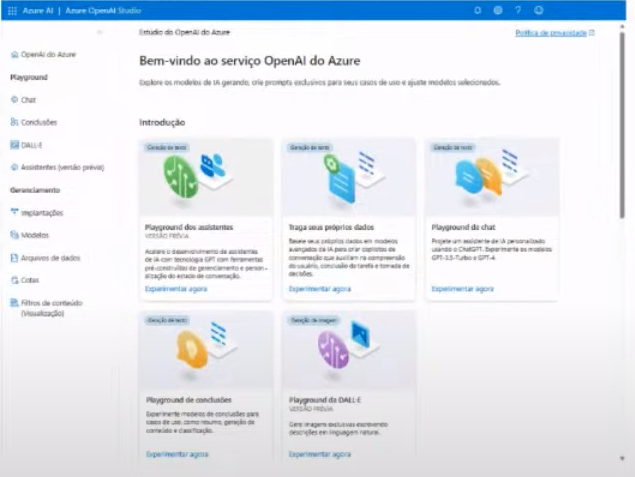 Azure AI | Azure OpenAI Studio
Estúdio do OpenAI do Azure
Política de privacidade
OpenAI do Azure
Playground
Chat
Conclusões
DALL-E
Assistentes (versão prévia)
Gerenciamento
Implantações
Modelos
Arquivos de dados
Cotas
Filtros de conteúdo
(Visualização)
Bem-vindo ao serviço OpenAI do Azure
Explore os modelos de IA gerando, crie prompts exclusivos para seus casos de uso e ajuste modelos selecionados.
Introdução
Geração de texto
Playground dos assistentes
VERSÃO PRÉVIA
Acelere o desenvolvimento de assistentes
de IA com tecnologia GPT com ferramentas
pré-construídas do gerenciamento e person-
alização do estado de conversação.
Experimentar agora
Geração de texto
Traga seus próprios dados
Baseie seus próprios dados em modelos
avançados de IA para criar copilotos de
conversação que auxiliam na compreensão
do usuário, conclusão da tarefa e tomada de
decisões.
Experimentar agora
Geração de texto
Playground de chat
Projete um assistente de IA personalizado
usando o ChatGPT. Experimente os modelos
GPT-3.5-Turbo e GPT-4.
Experimentar agora
Geração de texto
Playground de conclusões
Experimente modelos de conclusões para
casos de uso, como resumo, geração de
conteúdo e classificação.
Experimentar agora
Geração de imagem
Playground da DALL-E
VERSÃO PRÉVIA
Gere imagens exclusivas escrevendo
descrições em linguagem natural.
Experimentar agora